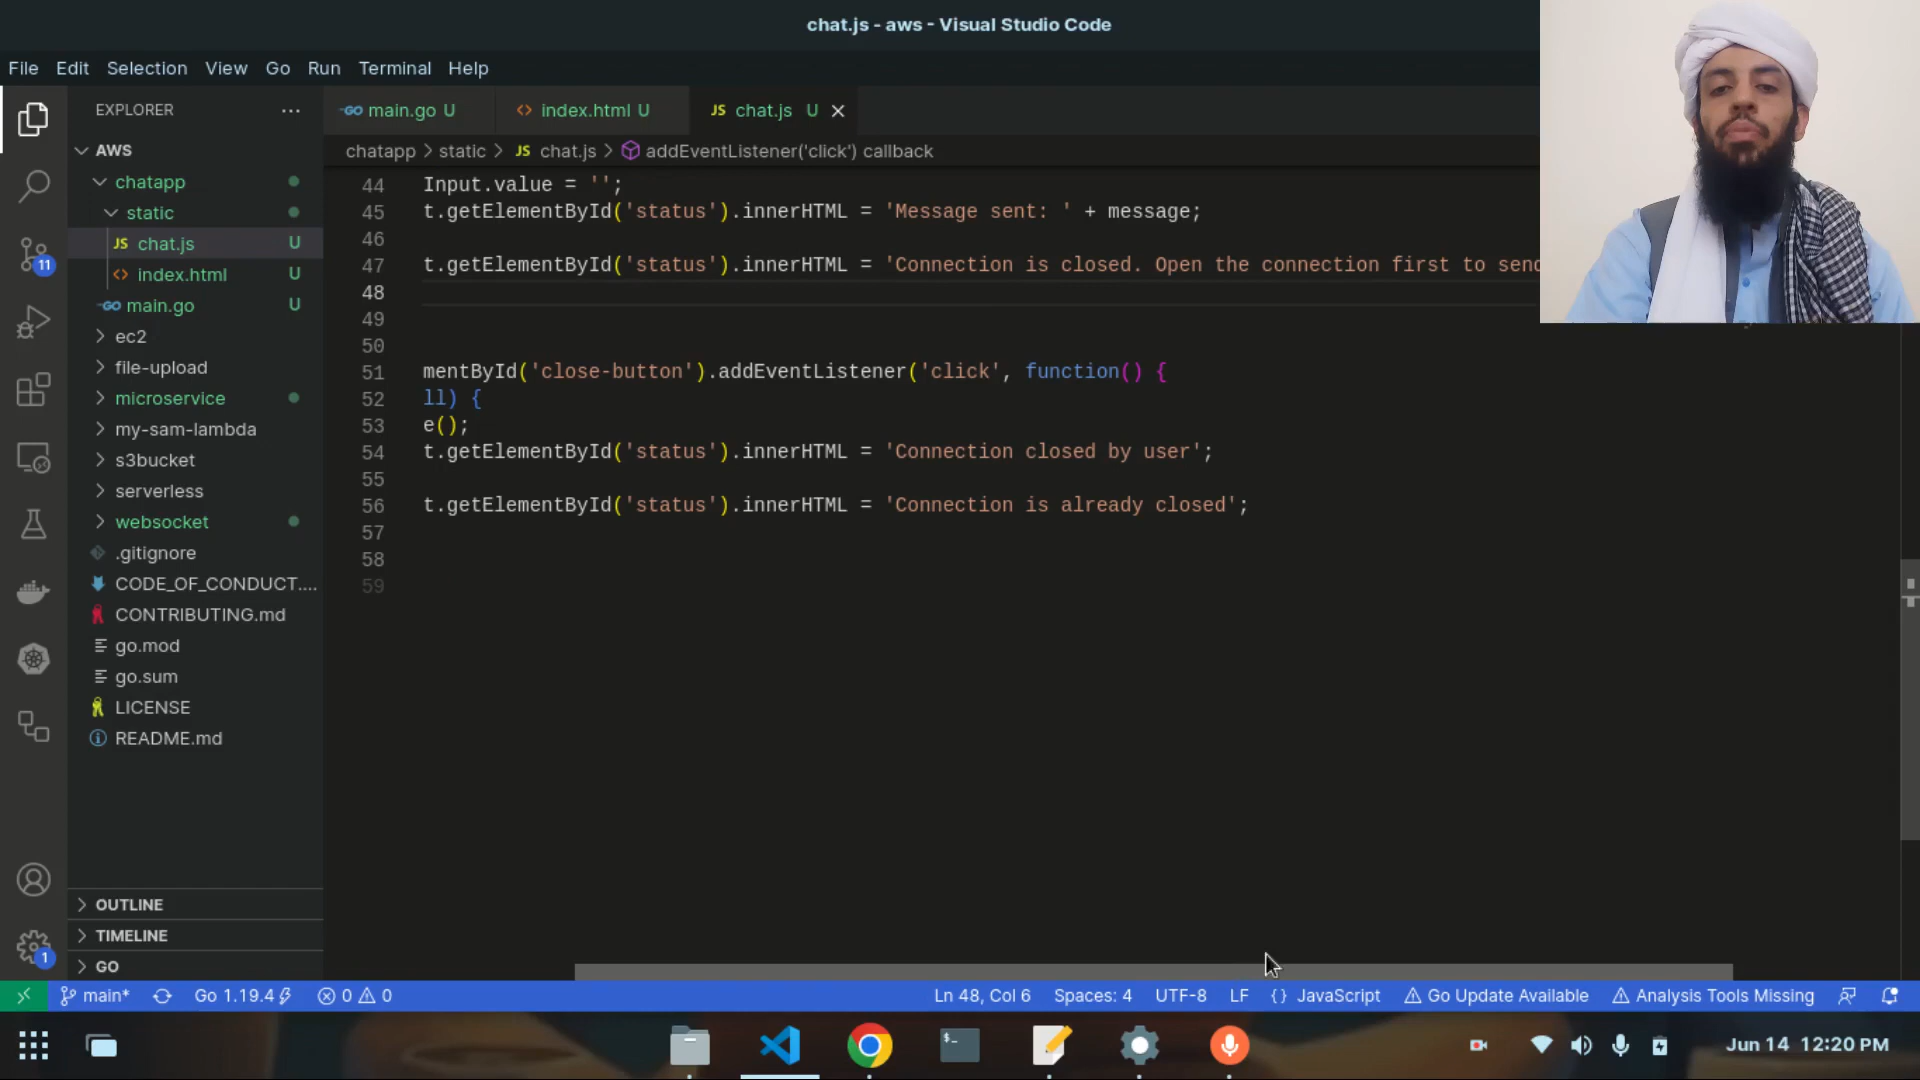 chat.js - aws - Visual Studio Code
File Edit Selection View Go Run Terminal Help
EXPLORER
main.go U
index.html U
JS chat.js U
AWS
chatapp
static
JS chat.js U
index.html U
main.go U
ec2
file-upload
microservice
my-sam-lambda
s3bucket
serverless
websocket
.gitignore
CODE_OF_CONDUCT....
CONTRIBUTING.md
go.mod
go.sum
LICENSE
README.md
OUTLINE
TIMELINE
GO
11
1
chatapp > static > JS chat.js > addEventListener('click') callback
44 Input.value = '';
45 t.getElementById('status').innerHTML = 'Message sent: ' + message;
46
47 t.getElementById('status').innerHTML = 'Connection is closed. Open the connection first to send
48
49
50
51 mentById('close-button').addEventListener('click', function() {
52 ll) {
53 e();
54 t.getElementById('status').innerHTML = 'Connection closed by user';
55
56 t.getElementById('status').innerHTML = 'Connection is already closed';
57
58
59
main* Go 1.19.4 0 0 Ln 48, Col 6 Spaces: 4 UTF-8 LF {} JavaScript Go Update Available Analysis Tools Missing
Jun 14 12:20 PM